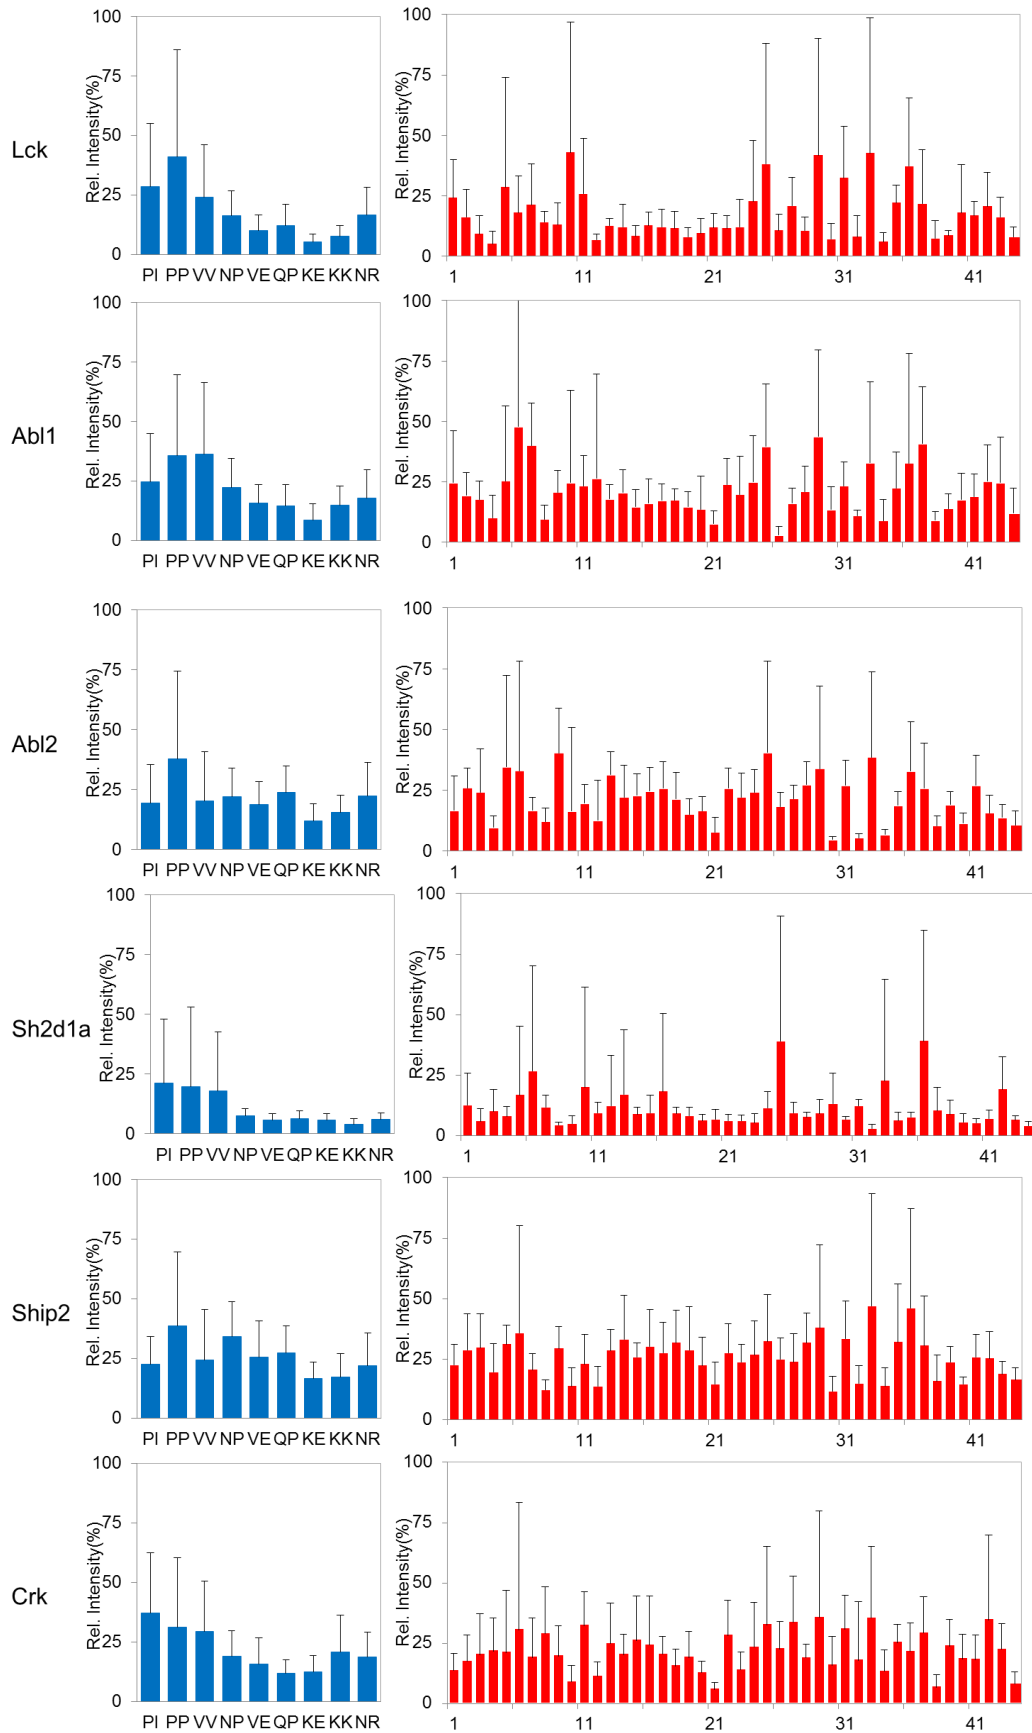 Lck
Rel. Intensity(%)
100
75
50
25
0
PI PP VV NP VE QP KE KK NR
Rel. Intensity(%)
100
75
50
25
0
1 11 21 31 41
Abl1
Rel. Intensity(%)
100
75
50
25
0
PI PP VV NP VE QP KE KK NR
Rel. Intensity(%)
100
75
50
25
0
1 11 21 31 41
Abl2
Rel. Intensity(%)
100
75
50
25
0
PI PP VV NP VE QP KE KK NR
Rel. Intensity(%)
100
75
50
25
0
1 11 21 31 41
Sh2d1a
Rel. Intensity(%)
100
75
50
25
0
PI PP VV NP VE QP KE KK NR
Rel. Intensity(%)
100
75
50
25
0
1 11 21 31 41
Ship2
Rel. Intensity(%)
100
75
50
25
0
PI PP VV NP VE QP KE KK NR
Rel. Intensity(%)
100
75
50
25
0
1 11 21 31 41
Crk
Rel. Intensity(%)
100
75
50
25
0
PI PP VV NP VE QP KE KK NR
Rel. Intensity(%)
100
75
50
25
0
1 11 21 31 41